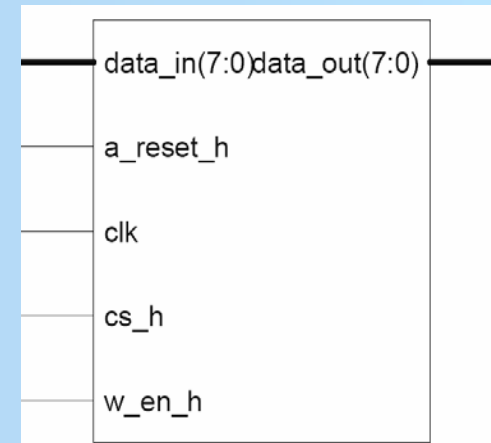 data_in(7:0)data_out(7:0)
a_reset_h
clk
cs_h
w_en_h